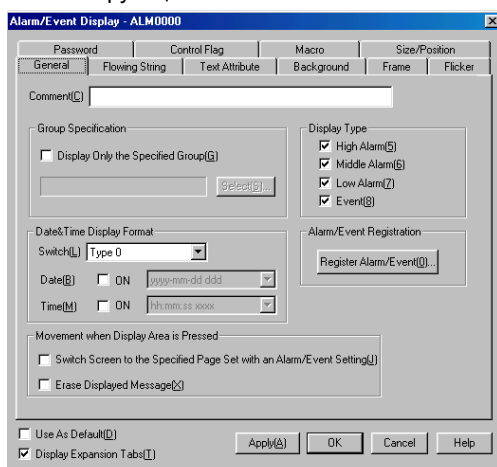 Alarm/Event Display - ALM0000
Password Control Flag Macro Size/Position
General Flowing String Text Attribute Background Frame Flicker
Comment(C)
Group Specification
Display Only the Specified Group(G)
Select(S)...
Display Type
High Alarm(5)
Middle Alarm(6)
Low Alarm(7)
Event(8)
Date&Time Display Format
Switch(L) Type 0
Date(B) ON yyyy-mm-dd ddd
Time(M) ON hh:mm:ss xxxx
Alarm/Event Registration
Register Alarm/Event(0)...
Movement when Display Area is Pressed
Switch Screen to the Specified Page Set with an Alarm/Event Setting(J)
Erase Displayed Message(X)
Use As Default(D)
Display Expansion Tabs(T)
Apply(A) OK Cancel Help